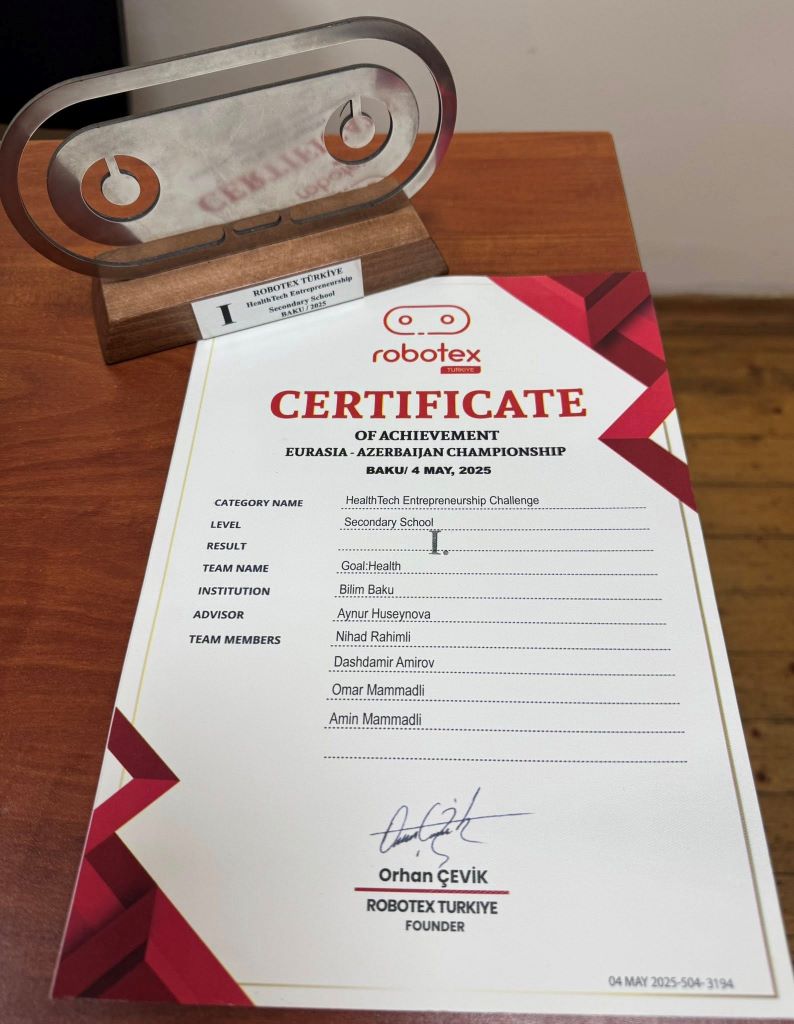 ROBOTEX TÜRKİYE
HealthTech Entrepreneurship
Secondary School
BAKU / 2025
I
robotex
TURKIYE
CERTIFICATE
OF ACHIEVEMENT
EURASIA - AZERBAIJAN CHAMPIONSHIP
BAKU/ 4 MAY, 2025
CATEGORY NAME HealthTech Entrepreneurship Challenge
LEVEL Secondary School
RESULT I.
TEAM NAME Goal:Health
INSTITUTION Bilim Baku
ADVISOR Aynur Huseynova
TEAM MEMBERS Nihad Rahimli
Dashdamir Amirov
Omar Mammadli
Amin Mammadli
Orhan ÇEVİK
ROBOTEX TURKIYE
FOUNDER
04 MAY 2025-504-3194